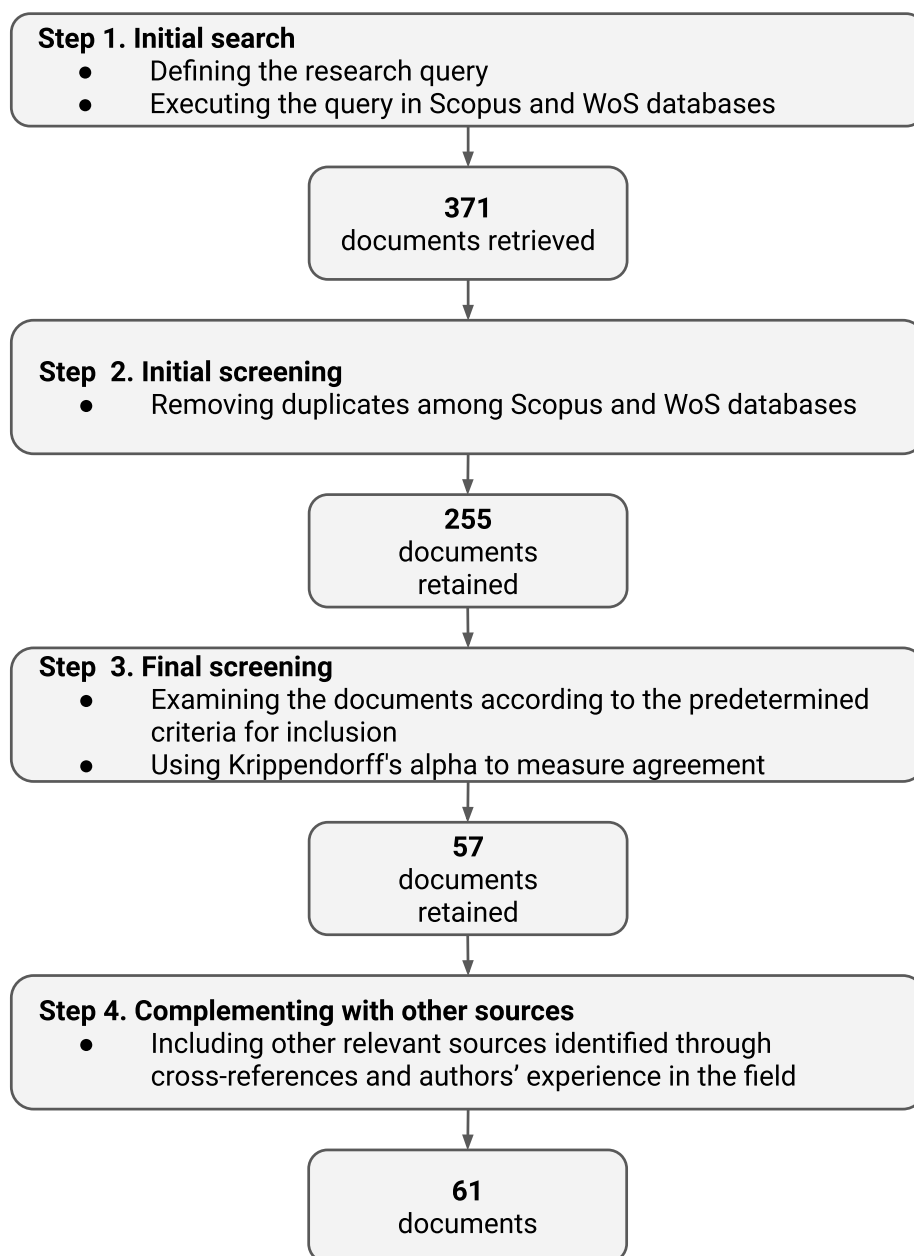 Step 1. Initial search
● Defining the research query
● Executing the query in Scopus and WoS databases
371
documents retrieved
Step 2. Initial screening
● Removing duplicates among Scopus and WoS databases
255
documents
retained
Step 3. Final screening
● Examining the documents according to the predetermined
criteria for inclusion
● Using Krippendorff's alpha to measure agreement
57
documents
retained
Step 4. Complementing with other sources
● Including other relevant sources identified through
cross-references and authors’ experience in the field
61
documents